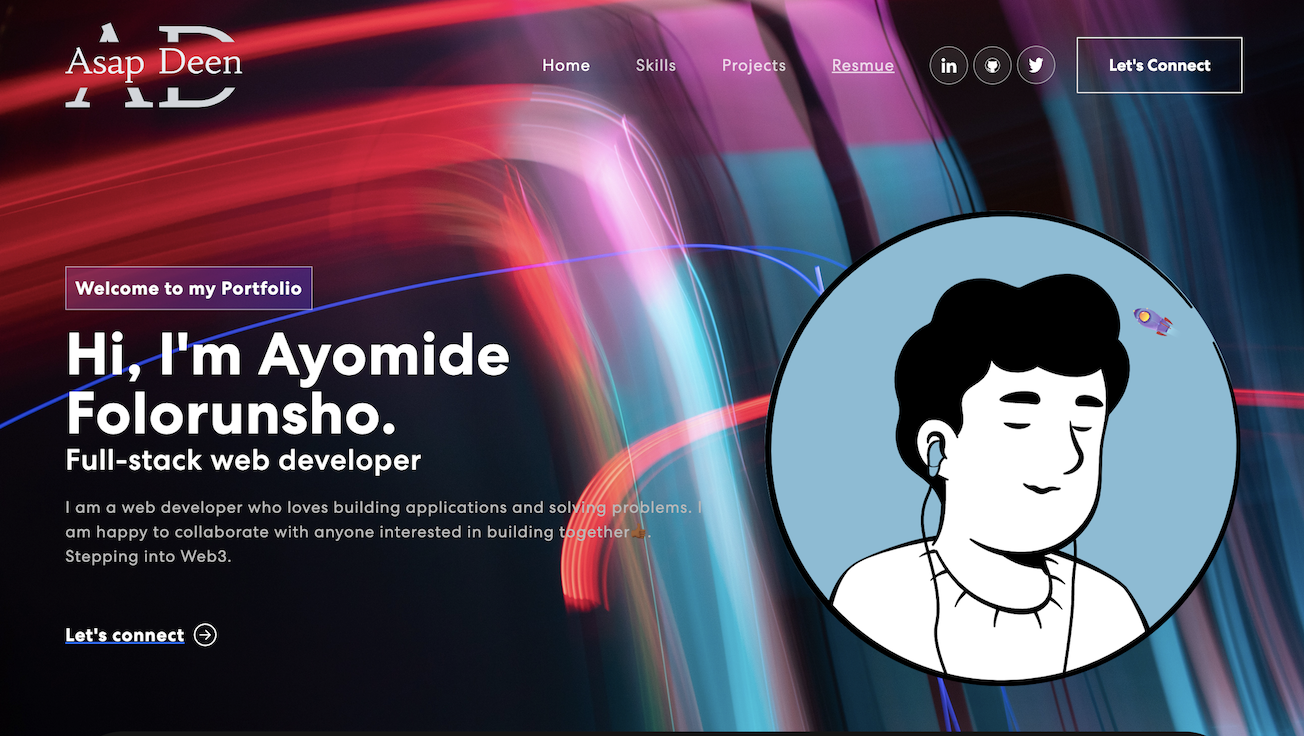 AD
Asap Deen
Home Skills Projects Resmue in Let's Connect
Welcome to my Portfolio
Hi, I'm Ayomide
Folorunsho.
Full-stack web developer
I am a web developer who loves building applications and solving problems. I
am happy to collaborate with anyone interested in building together🤝🏾.
Stepping into Web3.
Let's connect